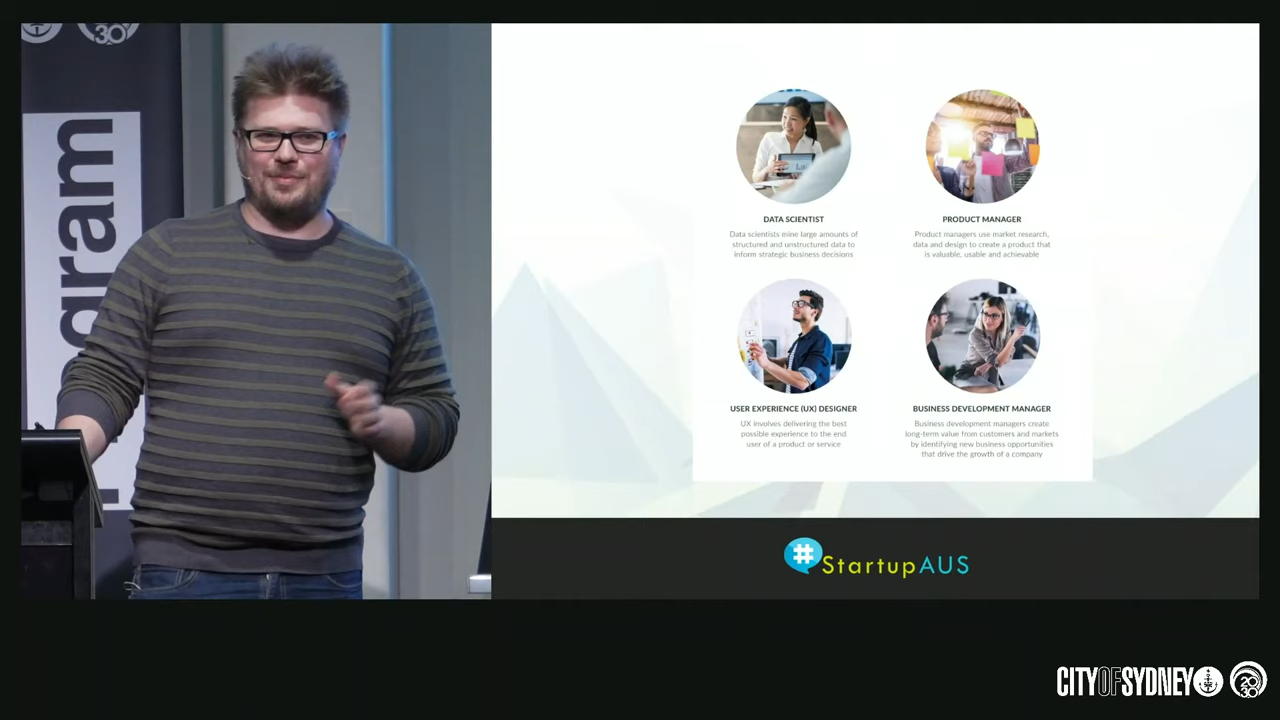 gram
30
DATA SCIENTIST
Data scientists mine large amounts of
structured and unstructured data to
inform strategic business decisions
PRODUCT MANAGER
Product managers use market research,
data and design to create a product that
is valuable, usable and achievable
USER EXPERIENCE (UX) DESIGNER
UX involves delivering the best
possible experience to the end
user of a product or service
BUSINESS DEVELOPMENT MANAGER
Business development managers create
long-term value from customers and markets
by identifying new business opportunities
that drive the growth of a company
#StartupAUS
CITYOFSYDNEY
2030